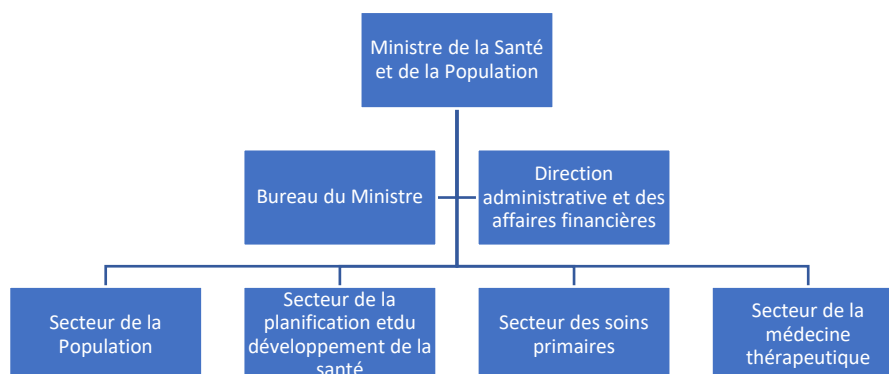 Ministre de la Santé
et de la Population
Bureau du Ministre
Direction
administrative et des
affaires financières
Secteur de la
Population
Secteur de la
planification etdu
développement de la
santé
Secteur des soins
primaires
Secteur de la
médecine
thérapeutique